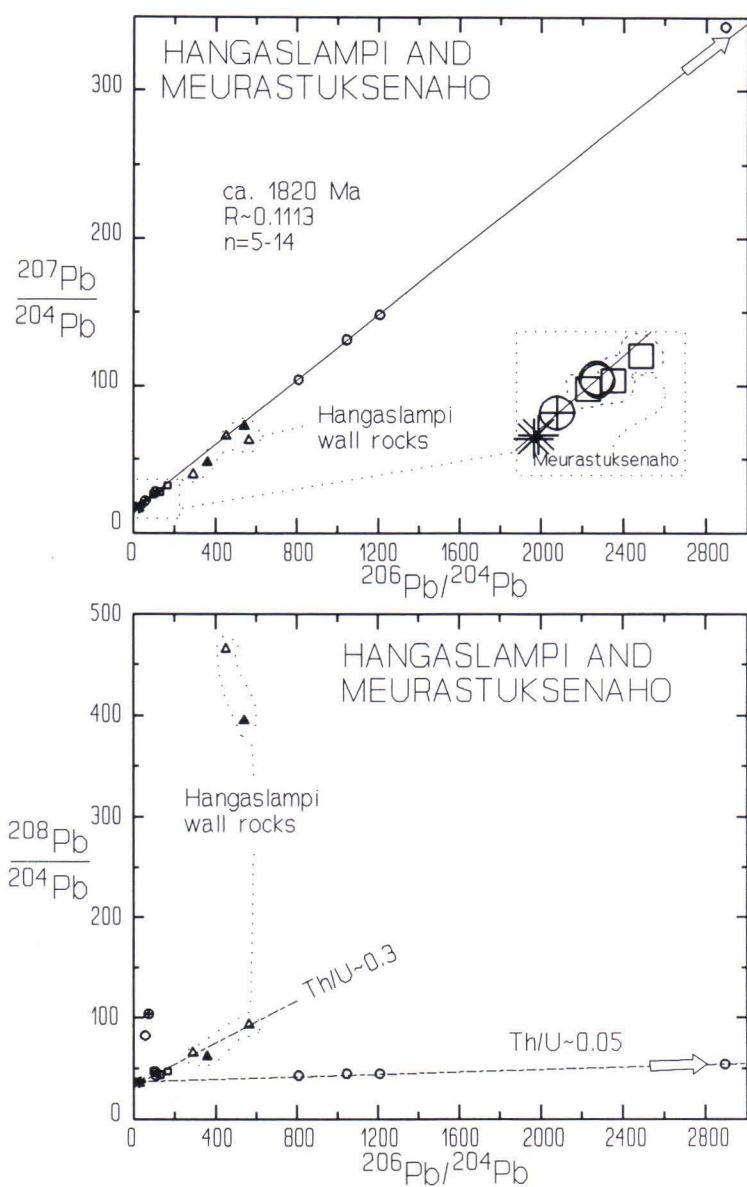 HANGASLAMPI AND
MEURASTUKSENAHO
300
ca. 1820 Ma
R~0.1113
n=5-14
200
207Pb
204Pb
100
Hangaslampi
wall rocks
Meurastuksenaho
0
0 400 800 1200 1600 2000 2400 2800
206Pb/204Pb
500
HANGASLAMPI AND
MEURASTUKSENAHO
400
Hangaslampi
wall rocks
300
208Pb
204Pb
200
Th/U~0.3
100
Th/U~0.05
0
0 400 800 1200 1600 2000 2400 2800
206Pb/204Pb